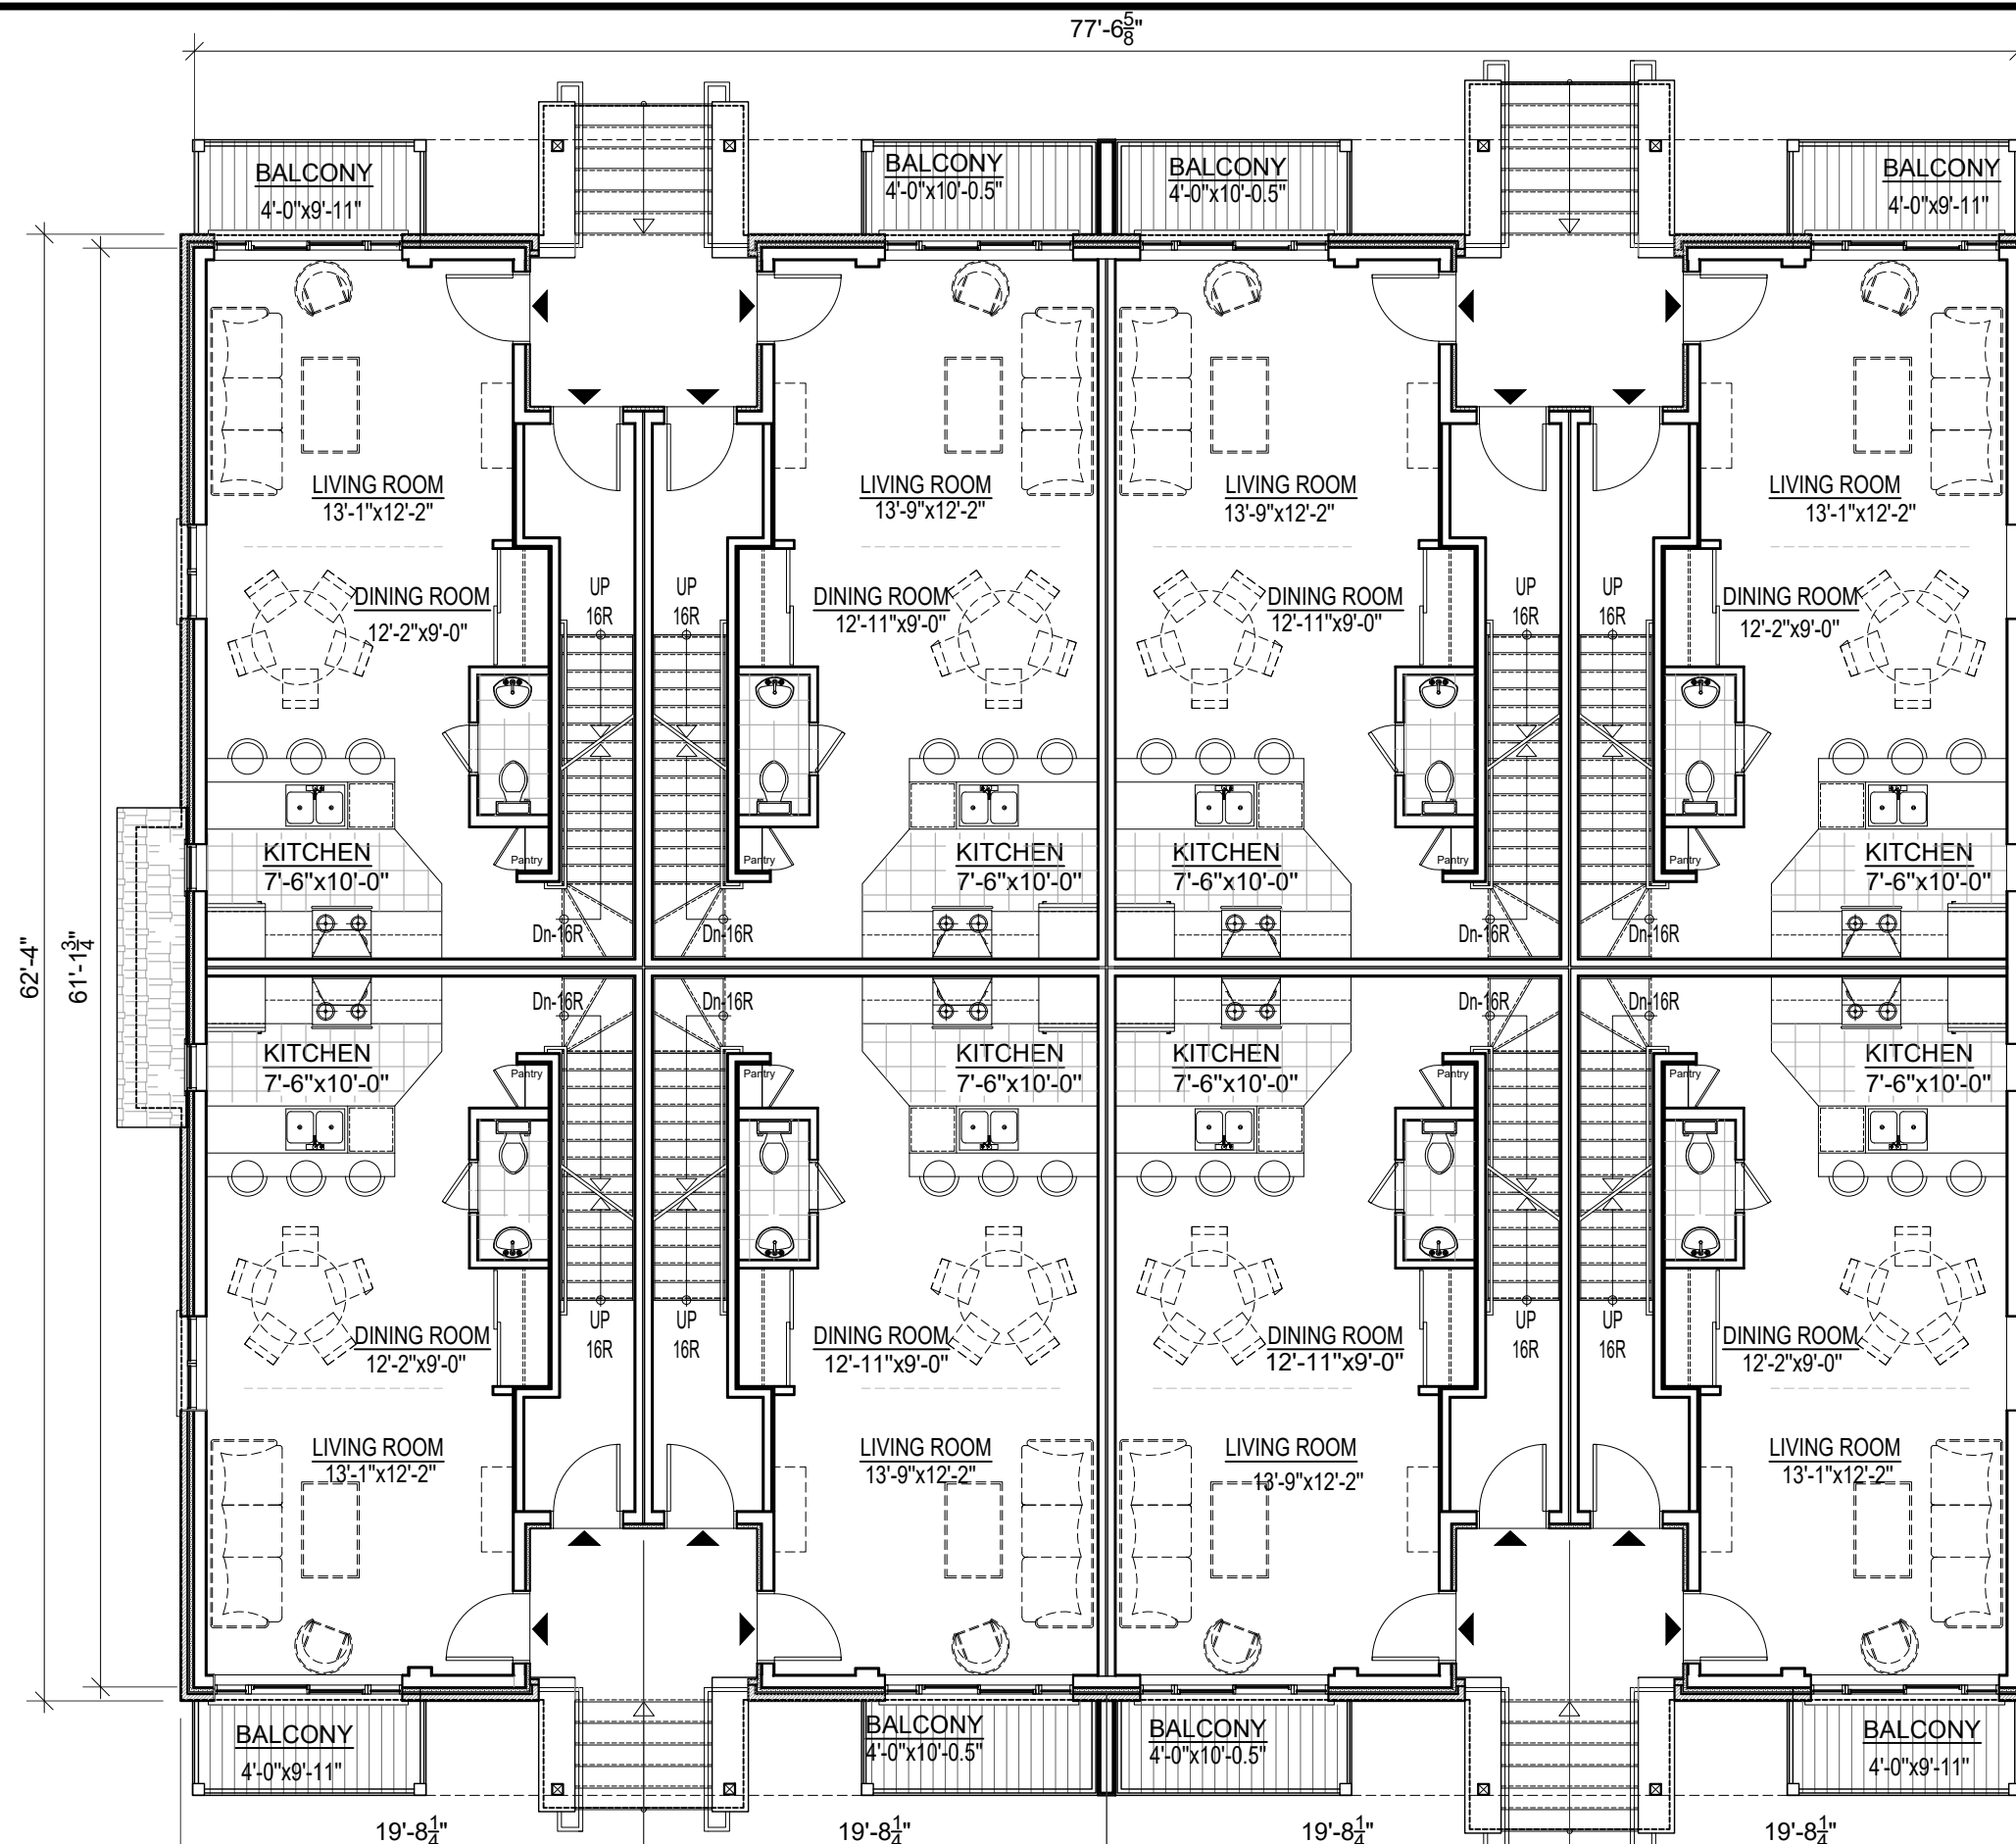 77'-6 5/8"
BALCONY
4'-0"x9'-11"
BALCONY
4'-0"x10'-0.5"
BALCONY
4'-0"x10'-0.5"
BALCONY
4'-0"x9'-11"
LIVING ROOM
13'-1"x12'-2"
LIVING ROOM
13'-9"x12'-2"
LIVING ROOM
13'-9"x12'-2"
LIVING ROOM
13'-1"x12'-2"
DINING ROOM
12'-2"x9'-0"
UP
16R
UP
16R
DINING ROOM
12'-11"x9'-0"
DINING ROOM
12'-11"x9'-0"
UP
16R
UP
16R
DINING ROOM
12'-2"x9'-0"
KITCHEN
7'-6"x10'-0"
Pantry
Pantry
KITCHEN
7'-6"x10'-0"
KITCHEN
7'-6"x10'-0"
Pantry
Pantry
KITCHEN
7'-6"x10'-0"
Dn-16R
Dn-16R
Dn-16R
Dn-16R
62'-4"
61'-1 3/4"
Dn-16R
Dn-16R
Dn-16R
Dn-16R
KITCHEN
7'-6"x10'-0"
Pantry
Pantry
KITCHEN
7'-6"x10'-0"
KITCHEN
7'-6"x10'-0"
Pantry
Pantry
KITCHEN
7'-6"x10'-0"
DINING ROOM
12'-2"x9'-0"
UP
16R
UP
16R
DINING ROOM
12'-11"x9'-0"
DINING ROOM
12'-11"x9'-0"
UP
16R
UP
16R
DINING ROOM
12'-2"x9'-0"
LIVING ROOM
13'-1"x12'-2"
LIVING ROOM
13'-9"x12'-2"
LIVING ROOM
13'-9"x12'-2"
LIVING ROOM
13'-1"x12'-2"
BALCONY
4'-0"x9'-11"
BALCONY
4'-0"x10'-0.5"
BALCONY
4'-0"x10'-0.5"
BALCONY
4'-0"x9'-11"
19'-8 1/4"
19'-8 1/4"
19'-8 1/4"
19'-8 1/4"